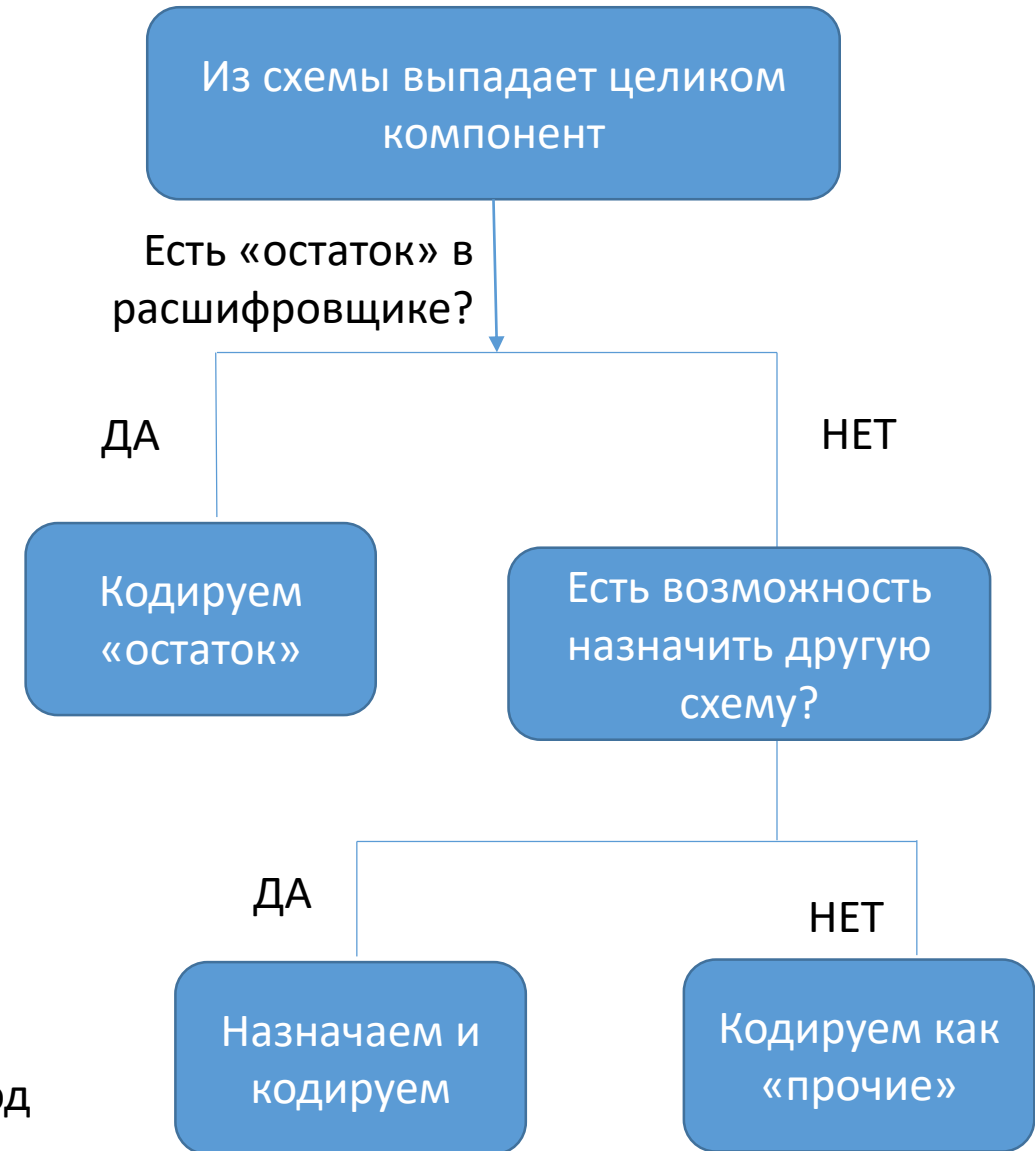 Из схемы выпадает целиком
компонент
Есть «остаток» в
расшифровщике?
ДА
НЕТ
Кодируем
«остаток»
Есть возможность
назначить другую
схему?
ДА
НЕТ
Назначаем и
кодируем
Кодируем как
«прочие»
од